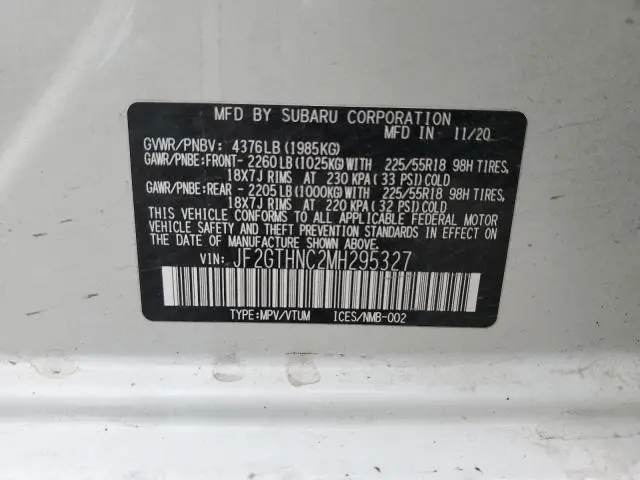 MFD BY SUBARU CORPORATION
MFD IN 11/20
GVWR/PNBV: 4376LB(1985KG)
GAWR/PNBE:FRONT- 2260LB(1025KG)WITH 225/55R18 98H TIRES,
18X7J RIMS AT 230 KPA(33 PSI)COLD
GAWR/PNBE:REAR - 2205LB(1000KG)WITH 225/55R18 98H TIRES,
18X7J RIMS AT 220 KPA(32 PSI)COLD
THIS VEHICLE CONFORMS TO ALL APPLICABLE FEDERAL MOTOR
VEHICLE SAFETY AND THEFT PREVENTION STANDARDS IN EFFECT
ON THE DATE OF MANUFACTURE SHOWN ABOVE.
VIN: JF2GTHNC2MH295327
TYPE:MPV/VTUM ICES/NMB-002